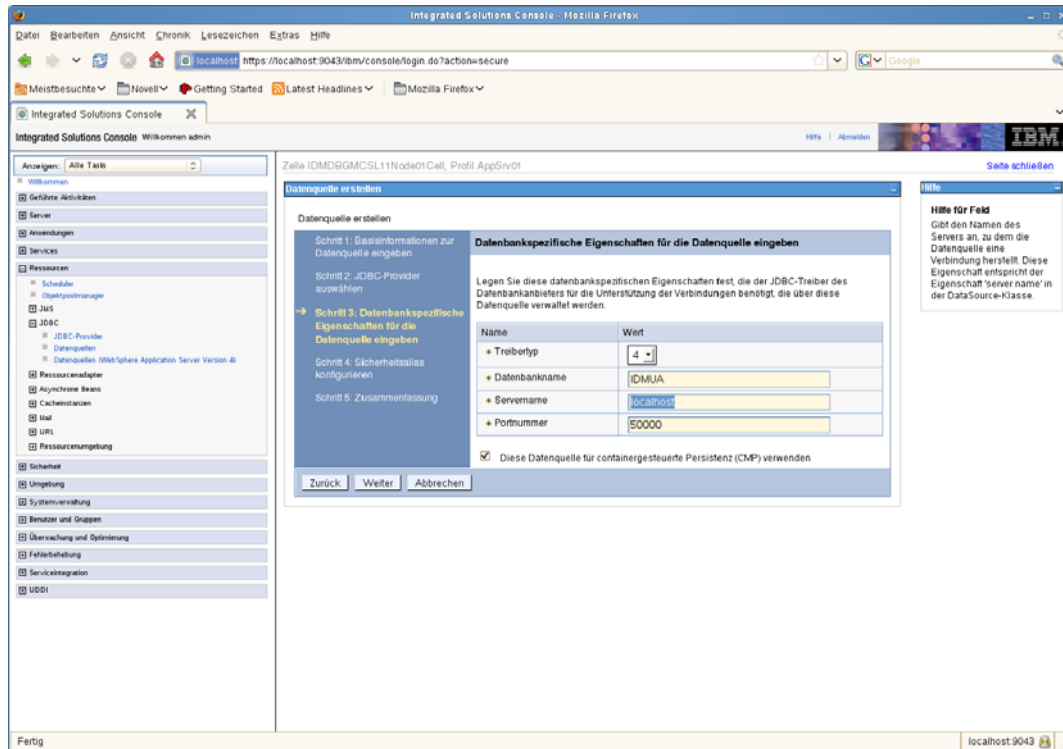 Integrated Solutions Console - Mozilla Firefox
Datei Bearbeiten Ansicht Chronik Lesezeichen Extras Hilfe
localhost https://localhost:9043/ibm/console/login.do?action=secure
Google
Meistbesuchte Novell Getting Started Latest Headlines Mozilla Firefox
Integrated Solutions Console
Integrated Solutions Console Willkommen admin
Hilfe | Abmelden
IBM
Anzeigen: Alle Tasks
Willkommen
Geführte Aktivitäten
Server
Anwendungen
Services
Ressourcen
Scheduler
Objektpoolmanager
JMS
JDBC
JDBC-Provider
Datenquellen
Datenquellen (WebSphere Application Server Version 4)
Ressourcenadapter
Asynchrone Beans
Cacheinstanzen
Mail
URL
Ressourcenumgebung
Sicherheit
Umgebung
Systemverwaltung
Benutzer und Gruppen
Überwachung und Optimierung
Fehlerbehebung
Serviceintegration
UDDI
Zelle IDMDBGMCSL11Node01Cell, Profil AppSrv01
Seite schließen
Datenquelle erstellen
Datenquelle erstellen
Schritt 1: Basisinformationen zur
Datenquelle eingeben
Schritt 2: JDBC-Provider
auswählen
Schritt 3: Datenbankspezifische
Eigenschaften für die
Datenquelle eingeben
Schritt 4: Sicherheitsalias
konfigurieren
Schritt 5: Zusammenfassung
Datenbankspezifische Eigenschaften für die Datenquelle eingeben
Legen Sie diese datenbankspezifischen Eigenschaften fest, die der JDBC-Treiber des
Datenbankanbieters für die Unterstützung der Verbindungen benötigt, die über diese
Datenquelle verwaltet werden.
Name Wert
Treibertyp 4
Datenbankname IDMUA
Servername localhost
Portnummer 50000
Diese Datenquelle für containergesteuerte Persistenz (CMP) verwenden
Zurück Weiter Abbrechen
Hilfe
Hilfe für Feld
Gibt den Namen des
Servers an, zu dem die
Datenquelle eine
Verbindung herstellt. Diese
Eigenschaft entspricht der
Eigenschaft 'server name' in
der DataSource-Klasse.
Fertig
localhost:9043